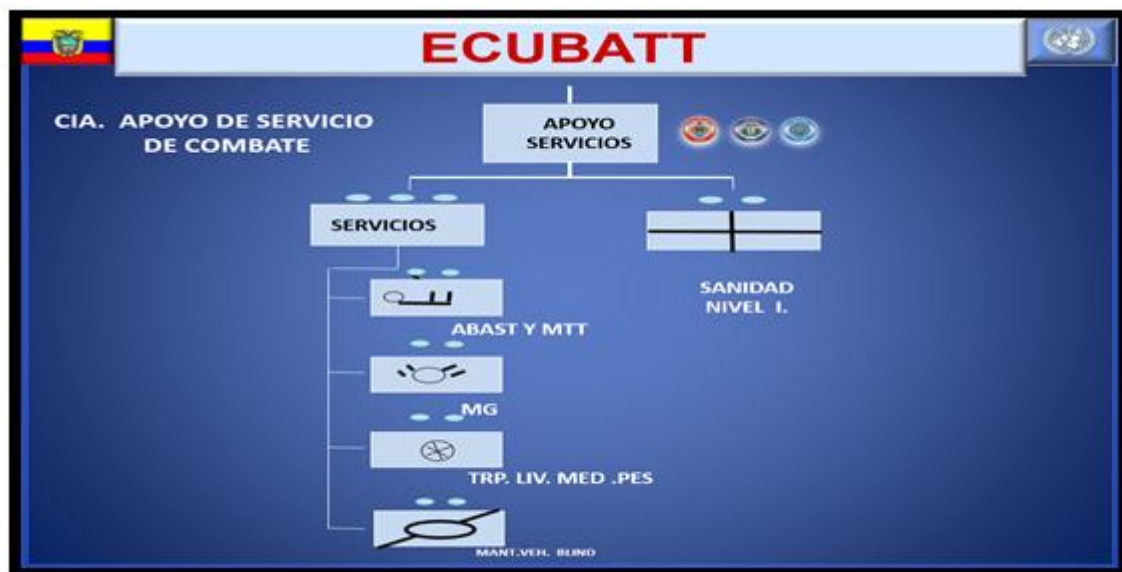 ECUBATT
CIA. APOYO DE SERVICIO
DE COMBATE
APOYO
SERVICIOS
SERVICIOS
SANIDAD
NIVEL I.
ABAST Y MTT
MG
TRP. LIV. MED .PES
MANT.VEH. BLIND